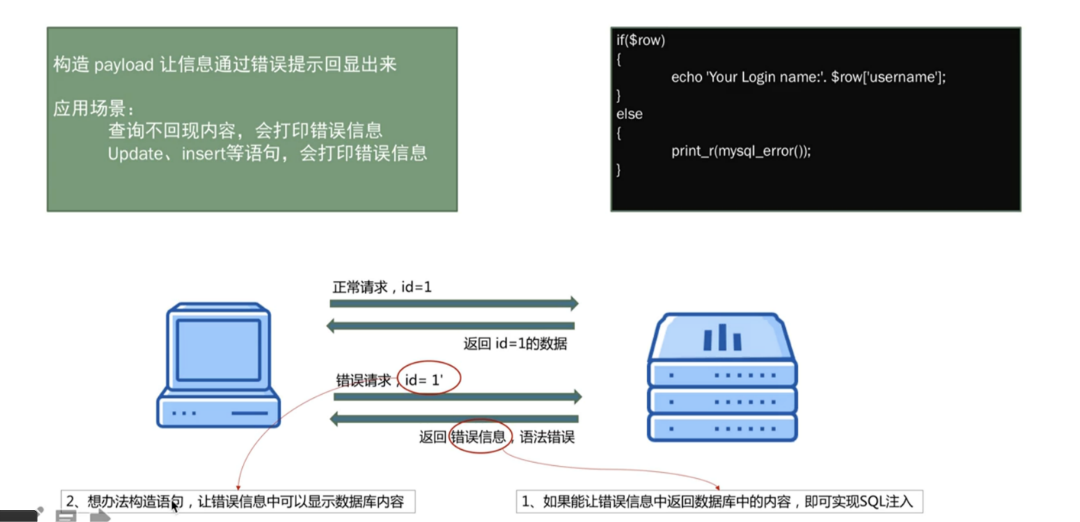 构造 payload 让信息通过错误提示回显出来
应用场景：
查询不回现内容，会打印错误信息
Update、insert等语句，会打印错误信息
if($row)
{
echo 'Your Login name:'. $row['username'];
}
else
{
print_r(mysql_error());
}
正常请求，id=1
返回 id=1的数据
错误请求，id= 1'
返回 错误信息，语法错误
2、想办法构造语句，让错误信息中可以显示数据库内容
1、如果能让错误信息中返回数据库中的内容，即可实现SQL注入